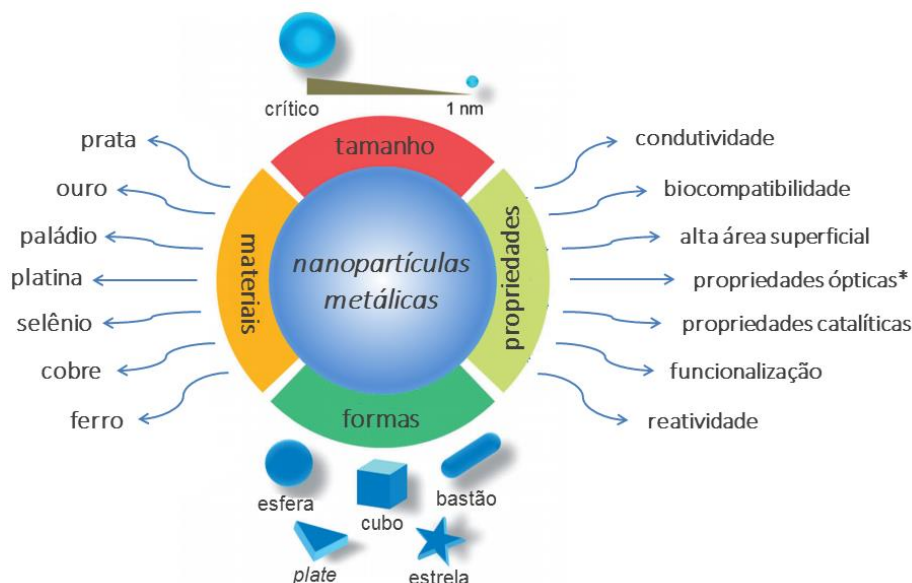 crítico
1 nm
tamanho
prata
ouro
paládio
platina
selênio
cobre
ferro
materiais
nanopartículas
metálicas
propriedades
condutividade
biocompatibilidade
alta área superficial
propriedades ópticas*
propriedades catalíticas
funcionalização
reatividade
formas
esfera
cubo
bastão
plate
estrela